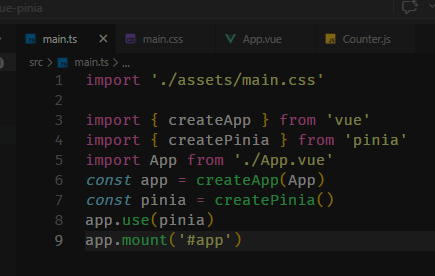 ue-pinia
main.ts
main.css
App.vue
Counter.js
src > main.ts > ...
1 import './assets/main.css'
2
3 import { createApp } from 'vue'
4 import { createPinia } from 'pinia'
5 import App from './App.vue'
6 const app = createApp(App)
7 const pinia = createPinia()
8 app.use(pinia)
9 app.mount('#app')